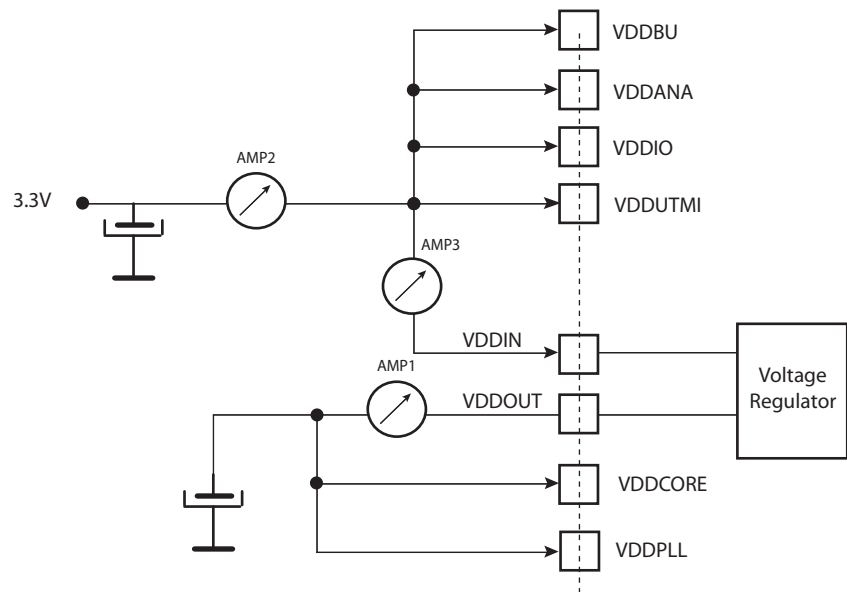 VDDBU
VDDANA
VDDIO
AMP2
3.3V
VDDUTMI
AMP3
VDDIN
AMP1
VDDOUT
Voltage
Regulator
VDDCORE
VDDPLL